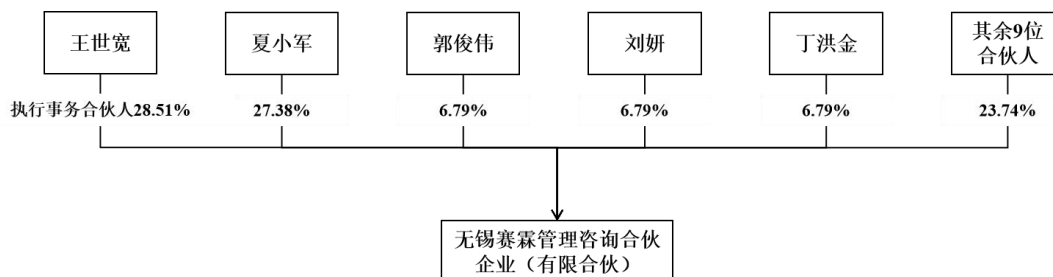 王世宽
夏小军
郭俊伟
刘妍
丁洪金
其余9位
合伙人
执行事务合伙人28.51%
27.38%
6.79%
6.79%
6.79%
23.74%
无锡赛霖管理咨询合伙
企业（有限合伙）